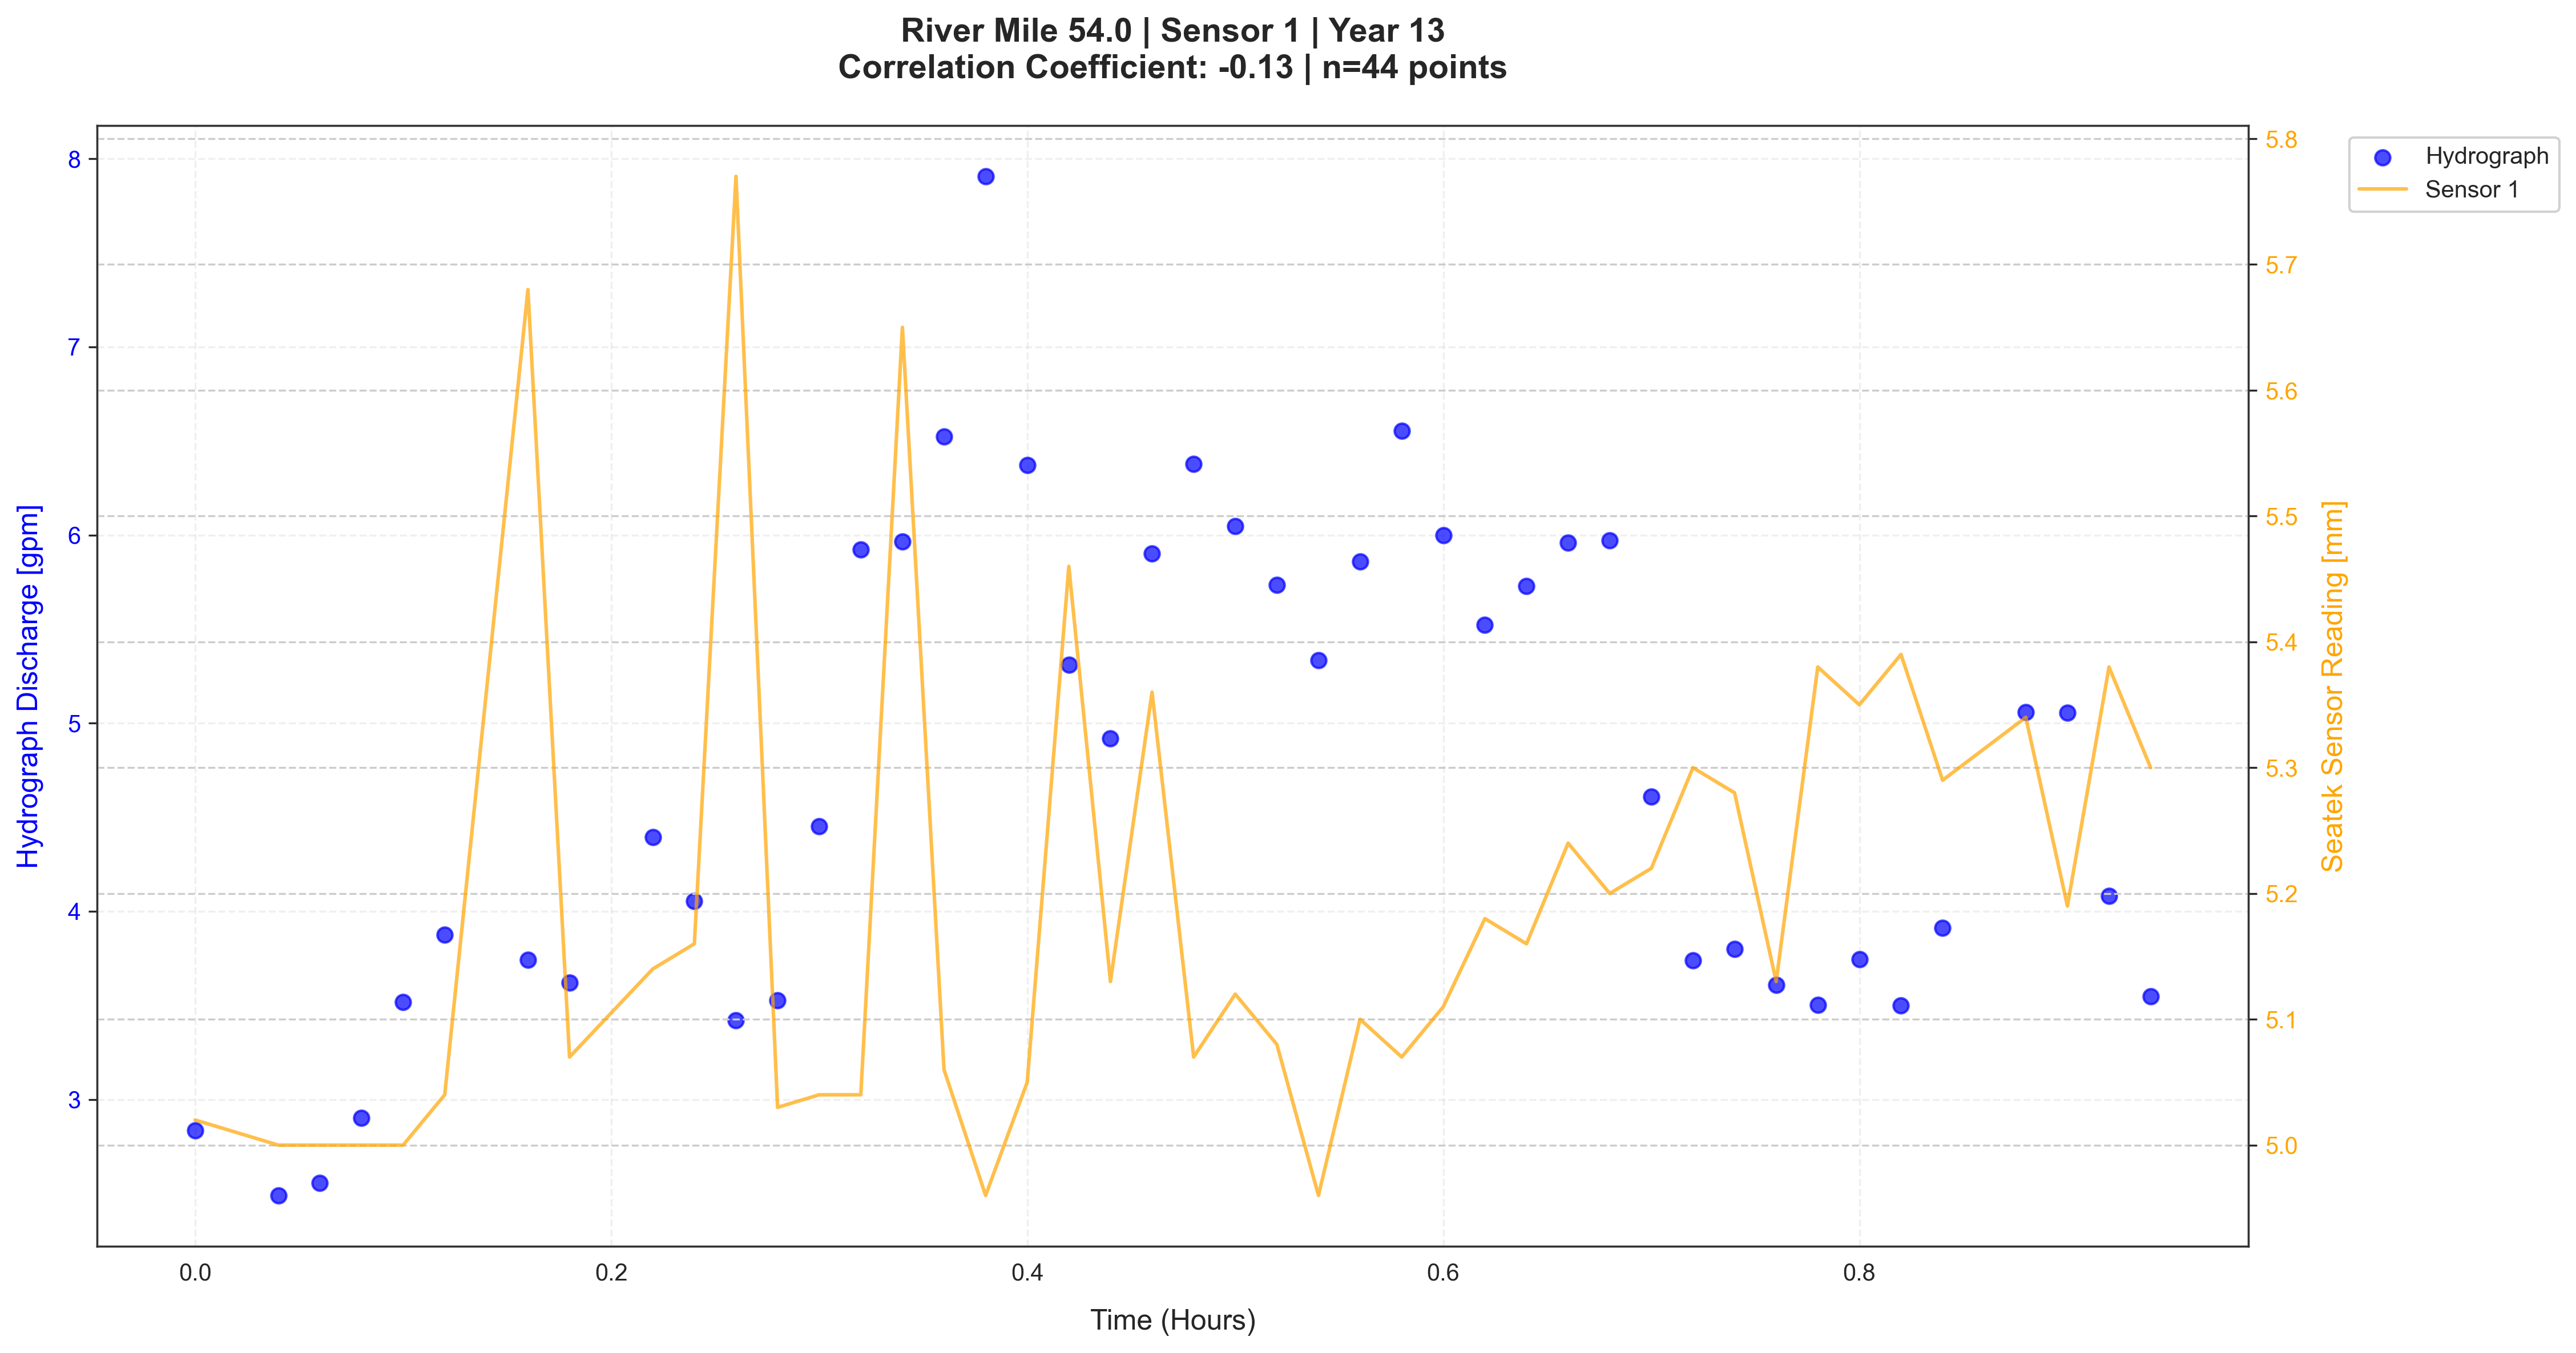 River Mile 54.0 | Sensor 1 | Year 13
Correlation Coefficient: -0.13 | n=44 points
Hydrograph
Sensor 1
Hydrograph Discharge [gpm]
8
7
6
5
4
3
5.8
5.7
5.6
5.5
5.4
5.3
5.2
5.1
5.0
Seatek Sensor Reading [mm]
0.0 0.2 0.4 0.6 0.8
Time (Hours)